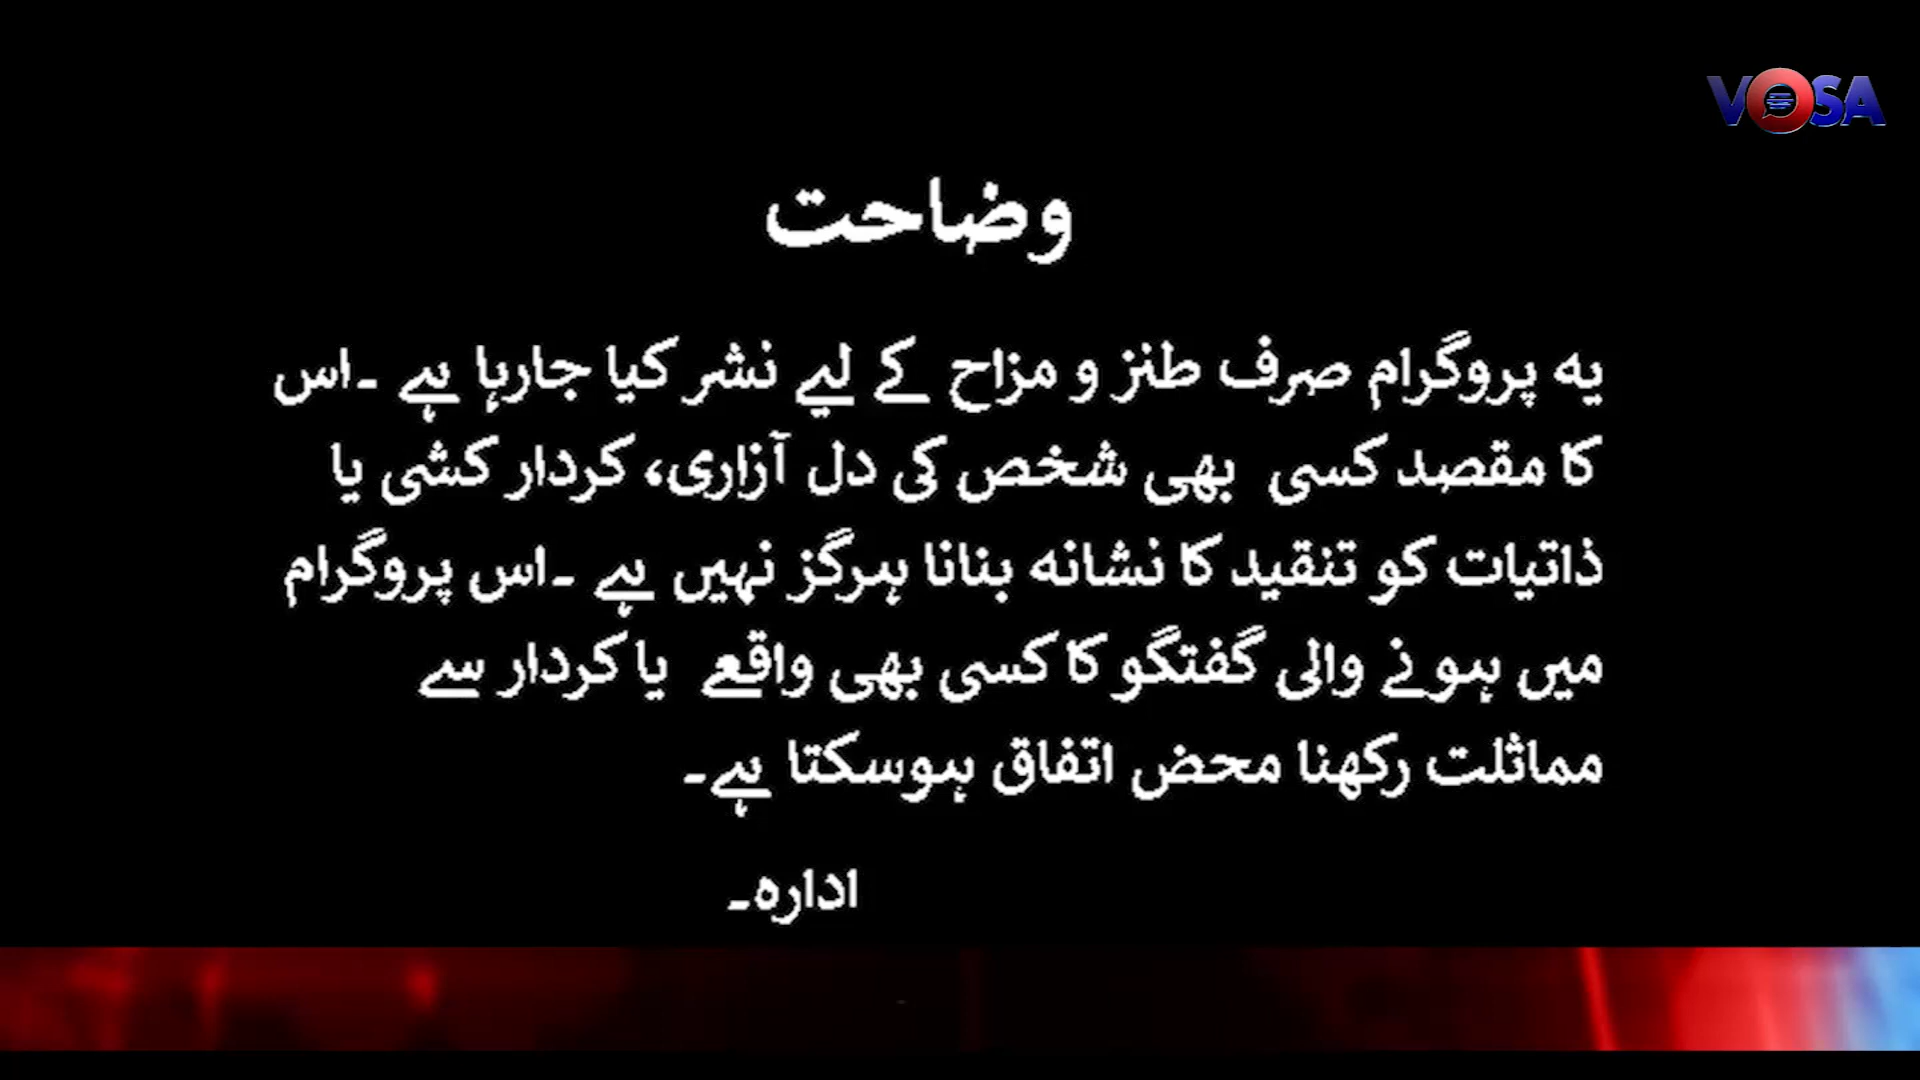 VOSA
وضاحت
یہ پروگرام صرف طنز و مزاح کے لیے نشر کیا جارہا ہے ۔اس
کا مقصد کسی بھی شخص کی دل آزاری، کردار کشی یا
ذاتیات کو تنقید کا نشانہ بنانا ہرگز نہیں ہے ۔اس پروگرام
میں ہونے والی گفتگو کا کسی بھی واقعے یا کردار سے
مماثلت رکھنا محض اتفاق ہوسکتا ہے۔
ادارہ۔